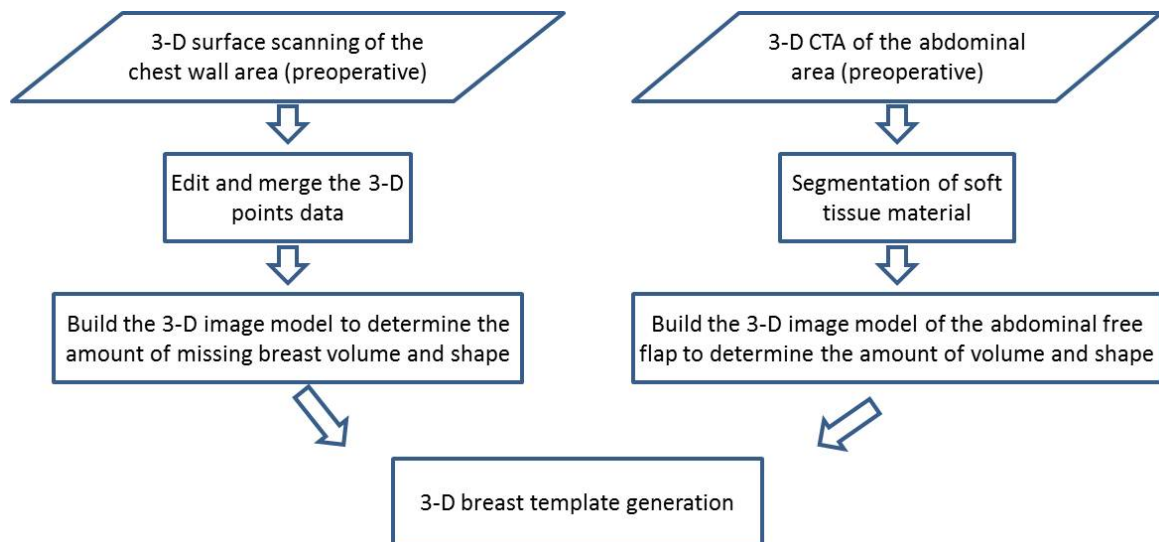 3-D surface scanning of the
chest wall area (preoperative)
3-D CTA of the abdominal
area (preoperative)
Edit and merge the 3-D
points data
Segmentation of soft
tissue material
Build the 3-D image model to determine the
amount of missing breast volume and shape
Build the 3-D image model of the abdominal free
flap to determine the amount of volume and shape
3-D breast template generation